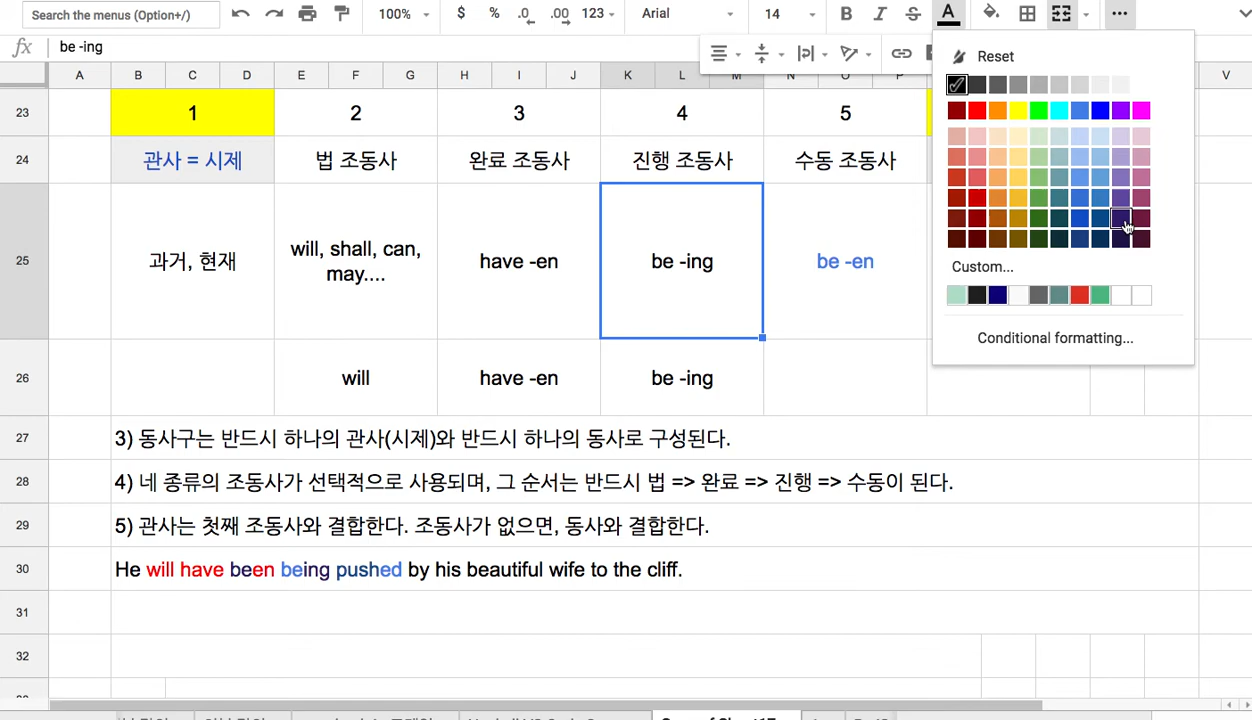 Search the menus (Option+/)
100%
$ % .0 .00 123
Arial
14
B I S A
fx be -ing
Reset
A B C D E F G H I J K L M N O P V
23 1 2 3 4 5
24 관사 = 시제 법 조동사 완료 조동사 진행 조동사 수동 조동사
will, shall, can,
25 과거, 현재 have -en be -ing be -en
may....
Custom...
Conditional formatting...
26 will have -en be -ing
27 3) 동사구는 반드시 하나의 관사(시제)와 반드시 하나의 동사로 구성된다.
28 4) 네 종류의 조동사가 선택적으로 사용되며, 그 순서는 반드시 법 => 완료 => 진행 => 수동이 된다.
29 5) 관사는 첫째 조동사와 결합한다. 조동사가 없으면, 동사와 결합한다.
30 He will have been being pushed by his beautiful wife to the cliff.
31
32